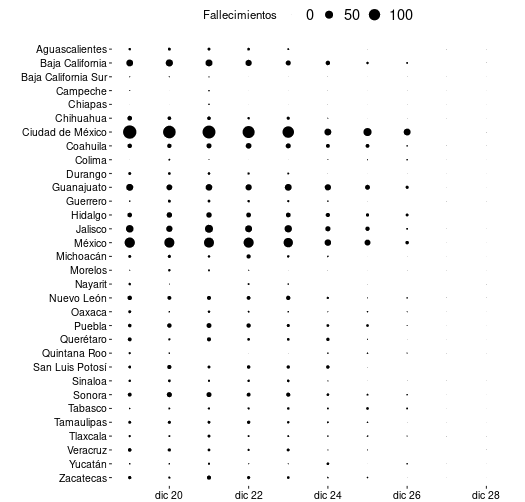 Fallecimientos 0 50 100
Aguascalientes
Baja California
Baja California Sur
Campeche
Chiapas
Chihuahua
Ciudad de México
Coahuila
Colima
Durango
Guanajuato
Guerrero
Hidalgo
Jalisco
México
Michoacán
Morelos
Nayarit
Nuevo León
Oaxaca
Puebla
Querétaro
Quintana Roo
San Luis Potosí
Sinaloa
Sonora
Tabasco
Tamaulipas
Tlaxcala
Veracruz
Yucatán
Zacatecas
dic 20 dic 22 dic 24 dic 26 dic 28